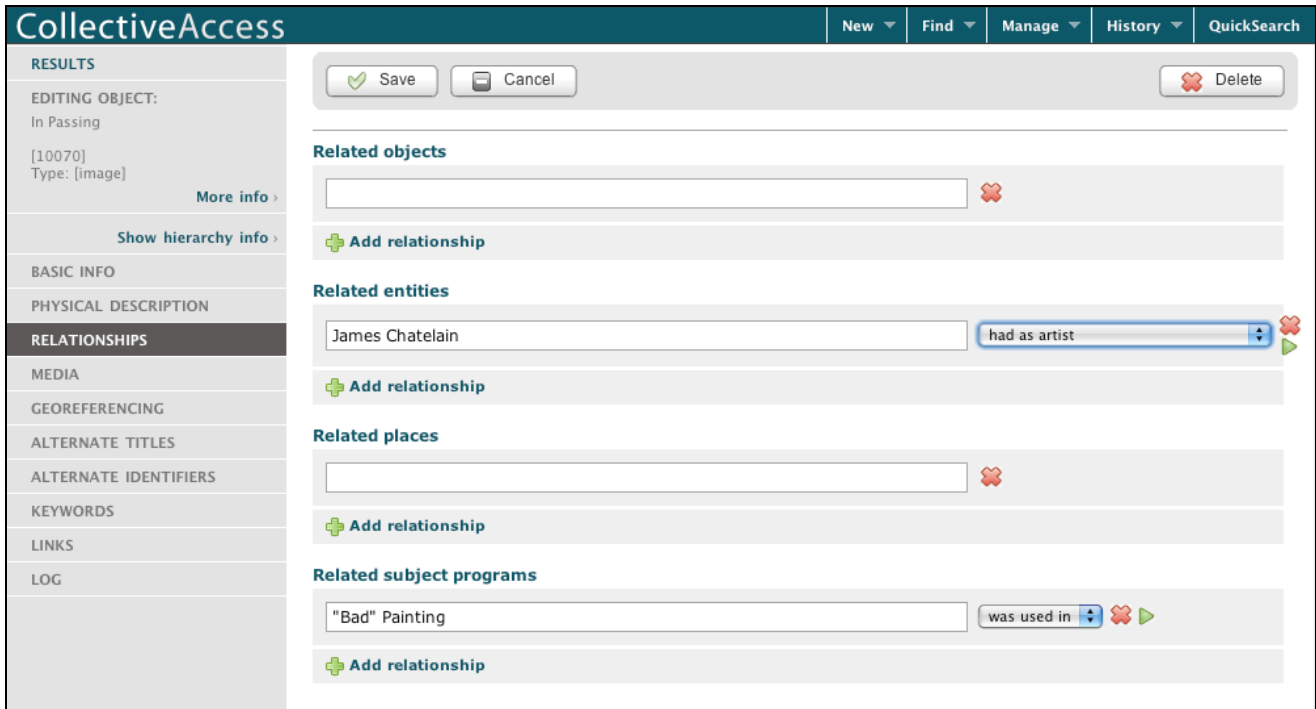 CollectiveAccess
New Find Manage History QuickSearch
RESULTS
EDITING OBJECT:
In Passing
[10070]
Type: [image]
More info ›
Show hierarchy info ›
BASIC INFO
PHYSICAL DESCRIPTION
RELATIONSHIPS
MEDIA
GEOREFERENCING
ALTERNATE TITLES
ALTERNATE IDENTIFIERS
KEYWORDS
LINKS
LOG
Save Cancel Delete
Related objects
Add relationship
Related entities
James Chatelain had as artist
Add relationship
Related places
Add relationship
Related subject programs
"Bad" Painting was used in
Add relationship